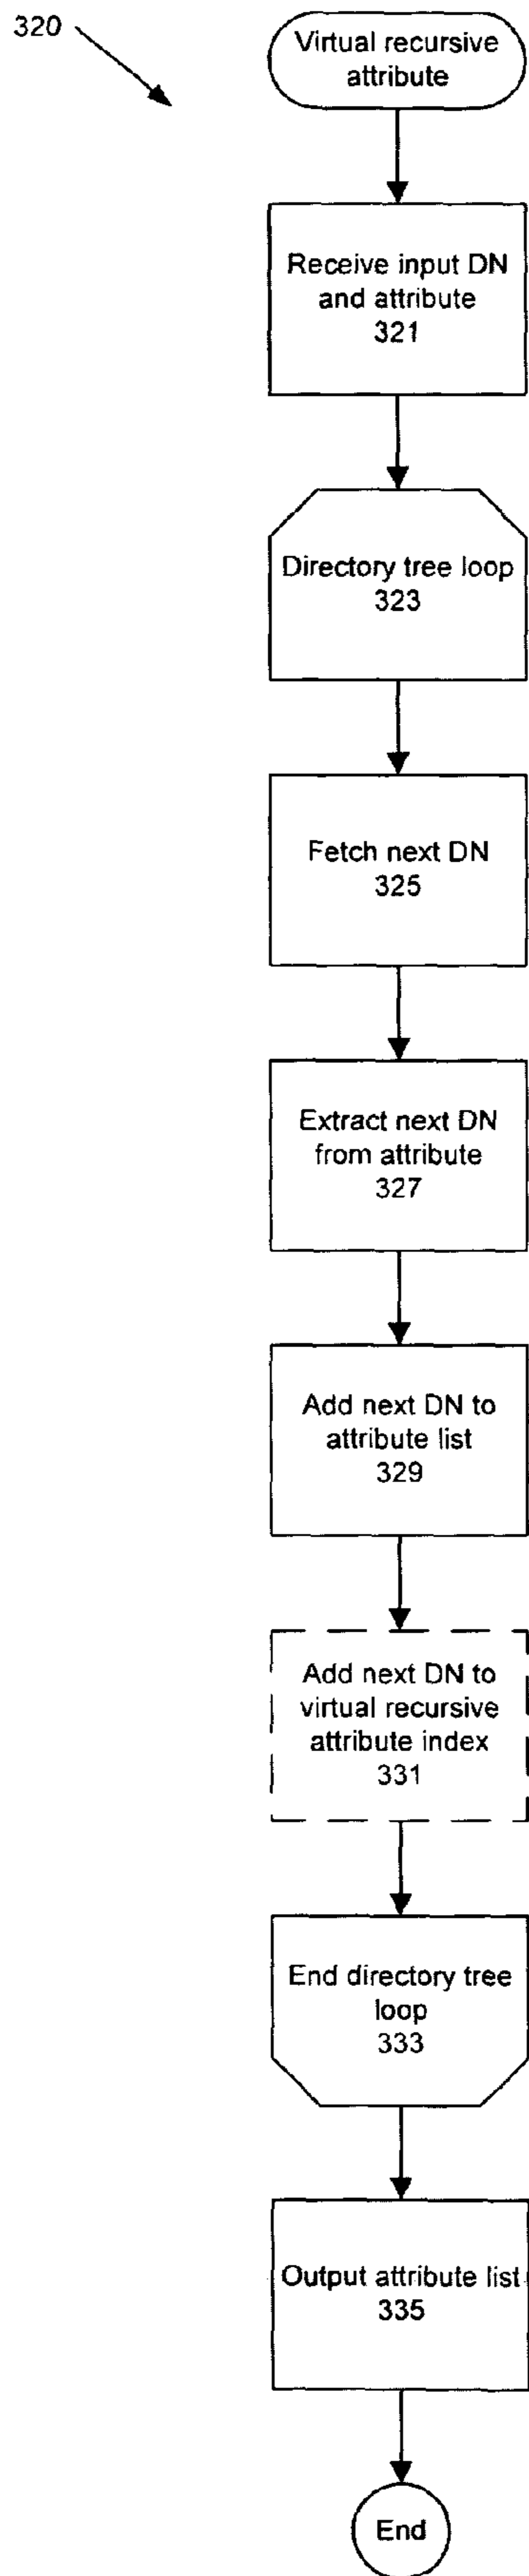 320
Virtual recursive
attribute
Receive input DN
and attribute
321
Directory tree loop
323
Fetch next DN
325
Extract next DN
from attribute
327
Add next DN to
attribute list
329
Add next DN to
virtual recursive
attribute index
331
End directory tree
loop
333
Output attribute list
335
End